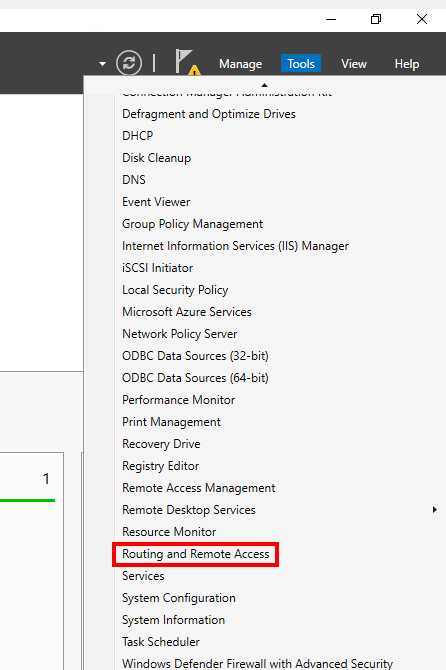 Manage Tools View Help
Connection Manager Administration Kit
Defragment and Optimize Drives
DHCP
Disk Cleanup
DNS
Event Viewer
Group Policy Management
Internet Information Services (IIS) Manager
iSCSI Initiator
Local Security Policy
Microsoft Azure Services
Network Policy Server
ODBC Data Sources (32-bit)
ODBC Data Sources (64-bit)
Performance Monitor
Print Management
Recovery Drive
Registry Editor
1
Remote Access Management
Remote Desktop Services
Resource Monitor
Routing and Remote Access
Services
System Configuration
System Information
Task Scheduler
Windows Defender Firewall with Advanced Security